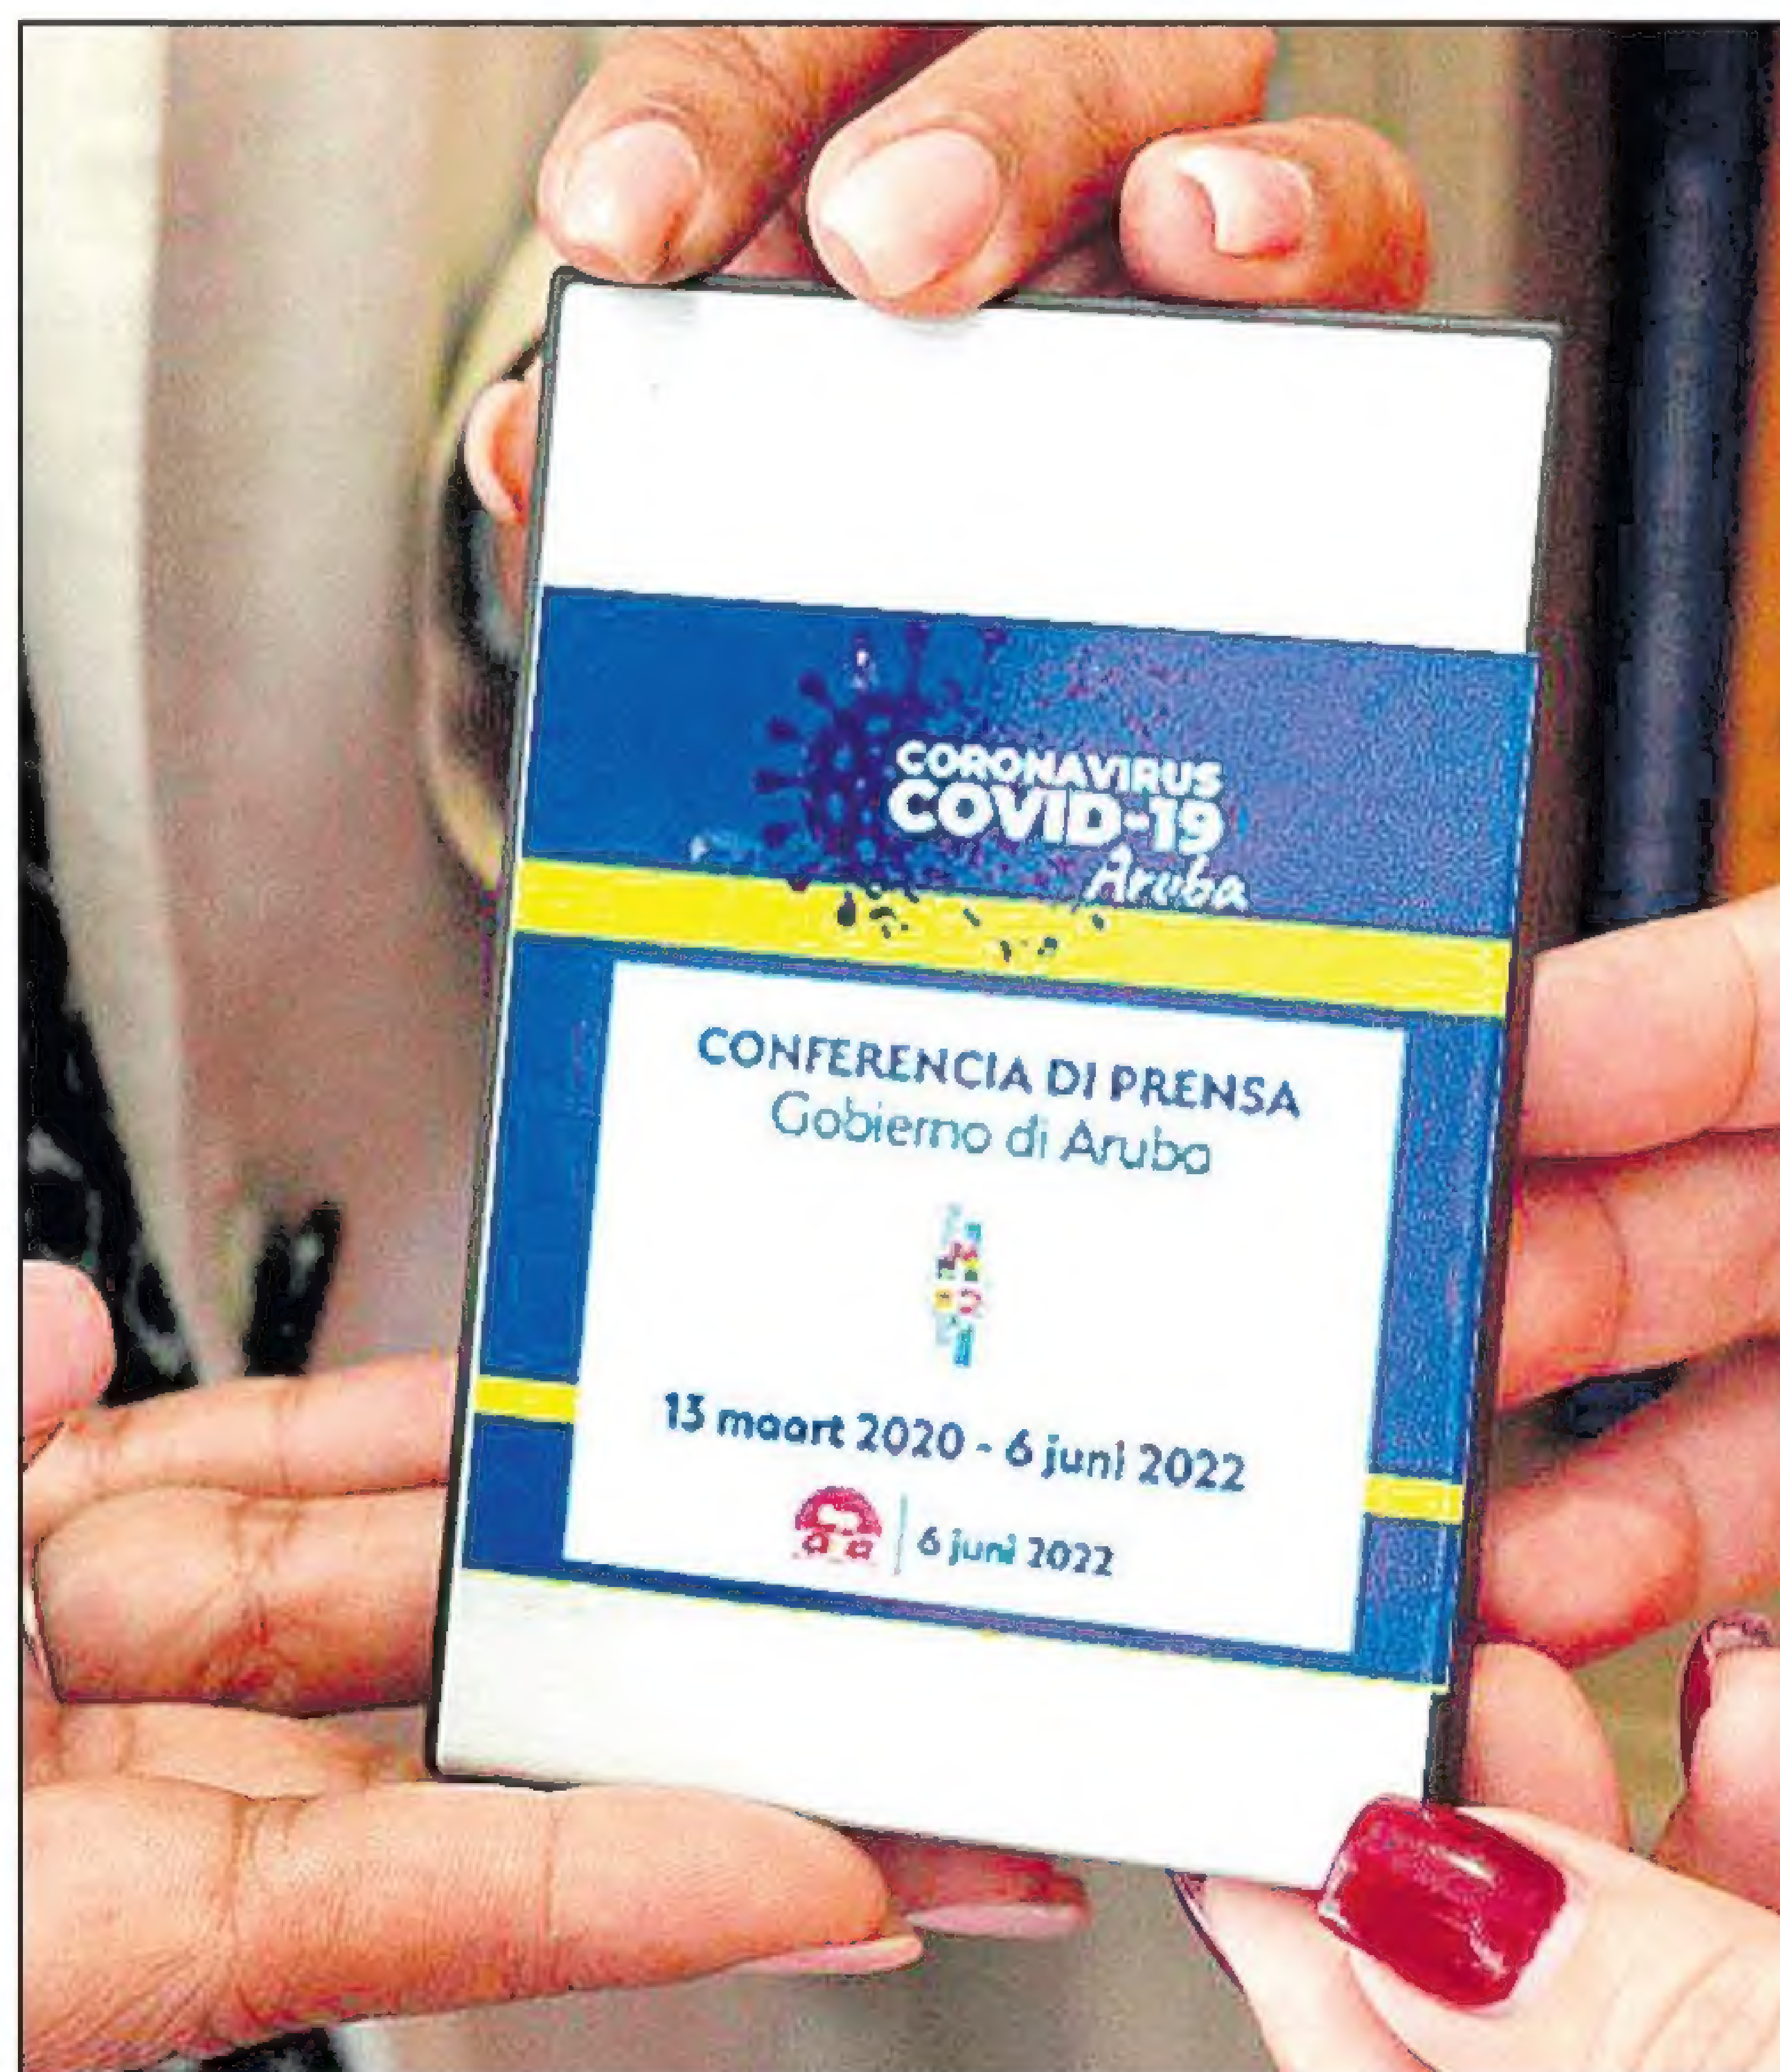 CORONAVIRUS
COVID-19
Aruba
CONFERENCIA DI PRENSA
Gobierno di Aruba
13 maart 2020 - 6 juni 2022
6 juni 2022